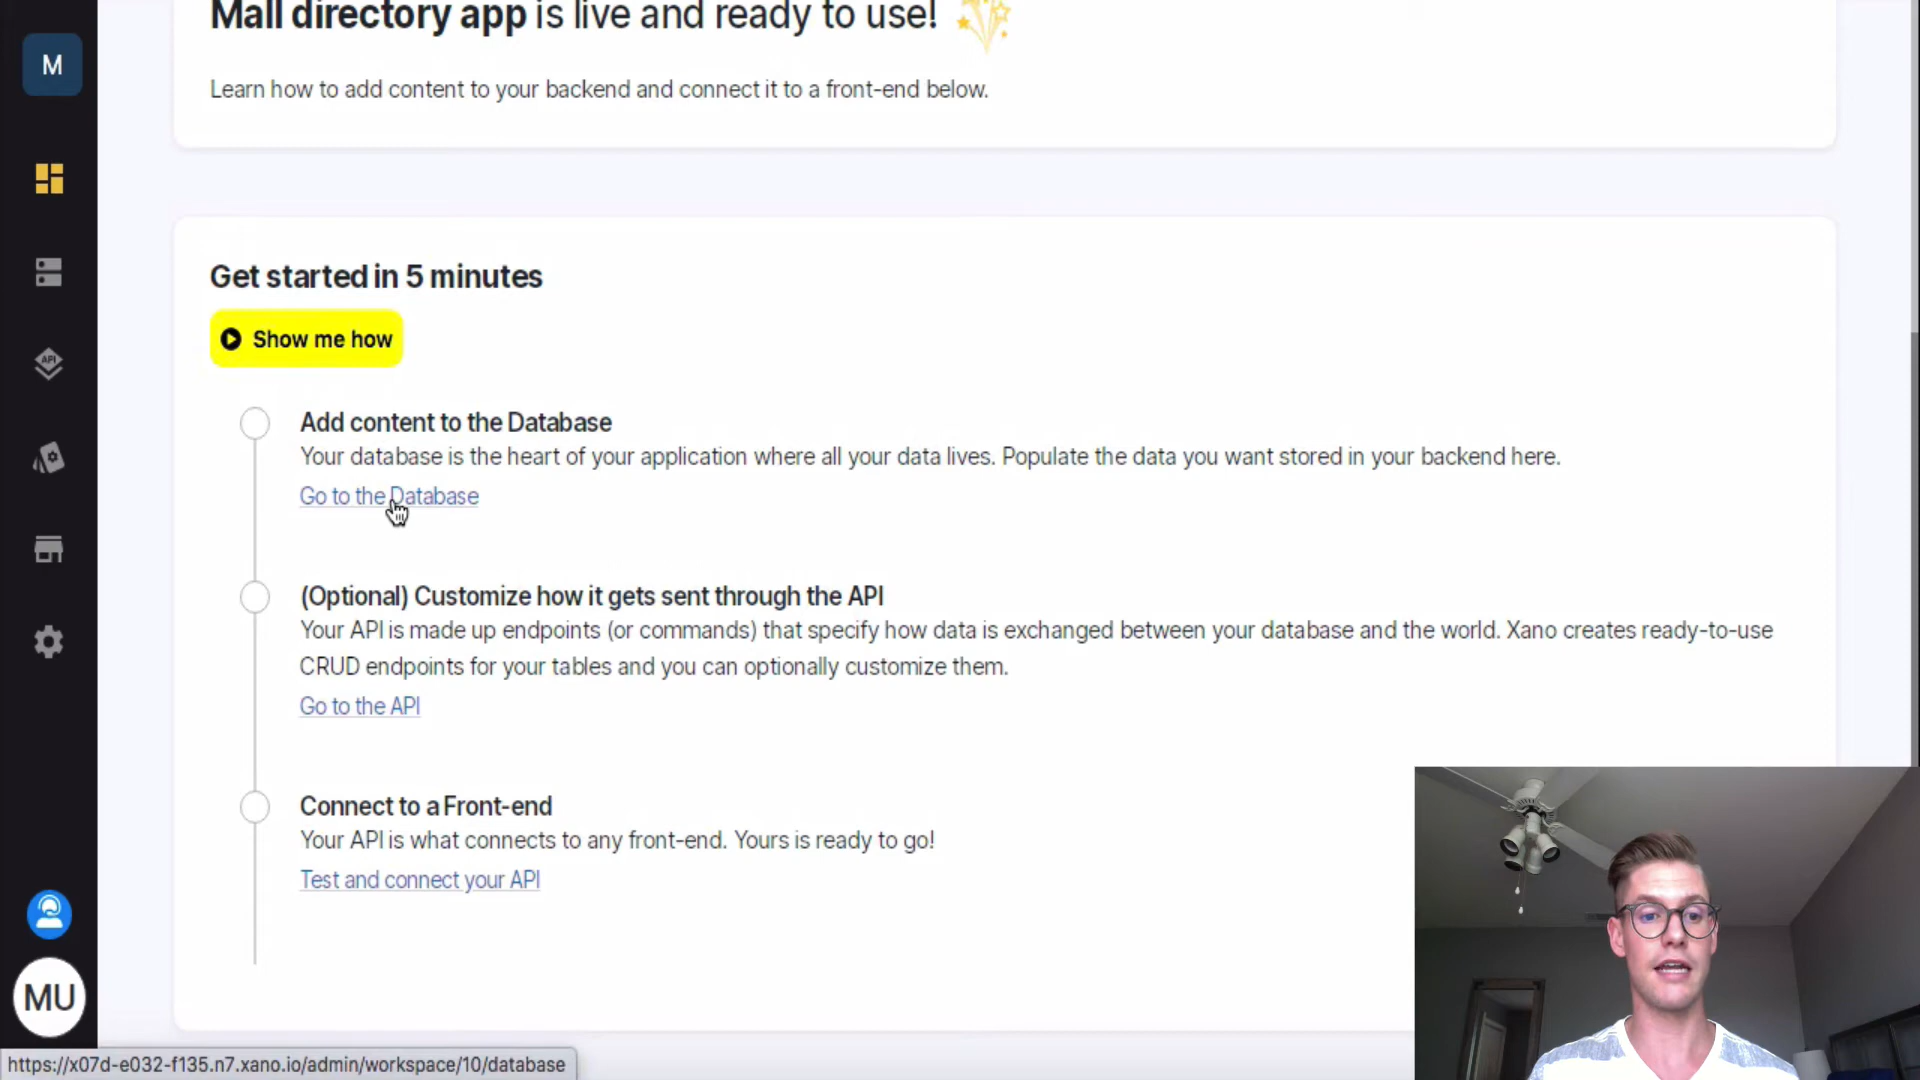 Mall directory app is live and ready to use!
M
Learn how to add content to your backend and connect it to a front-end below.
Get started in 5 minutes
Show me how
API
Add content to the Database
Your database is the heart of your application where all your data lives. Populate the data you want stored in your backend here.
Go to the Database
(Optional) Customize how it gets sent through the API
Your API is made up endpoints (or commands) that specify how data is exchanged between your database and the world. Xano creates ready-to-use
CRUD endpoints for your tables and you can optionally customize them.
Go to the API
Connect to a Front-end
Your API is what connects to any front-end. Yours is ready to go!
Test and connect your API
MU
https://x07d-e032-f135.n7.xano.io/admin/workspace/10/database